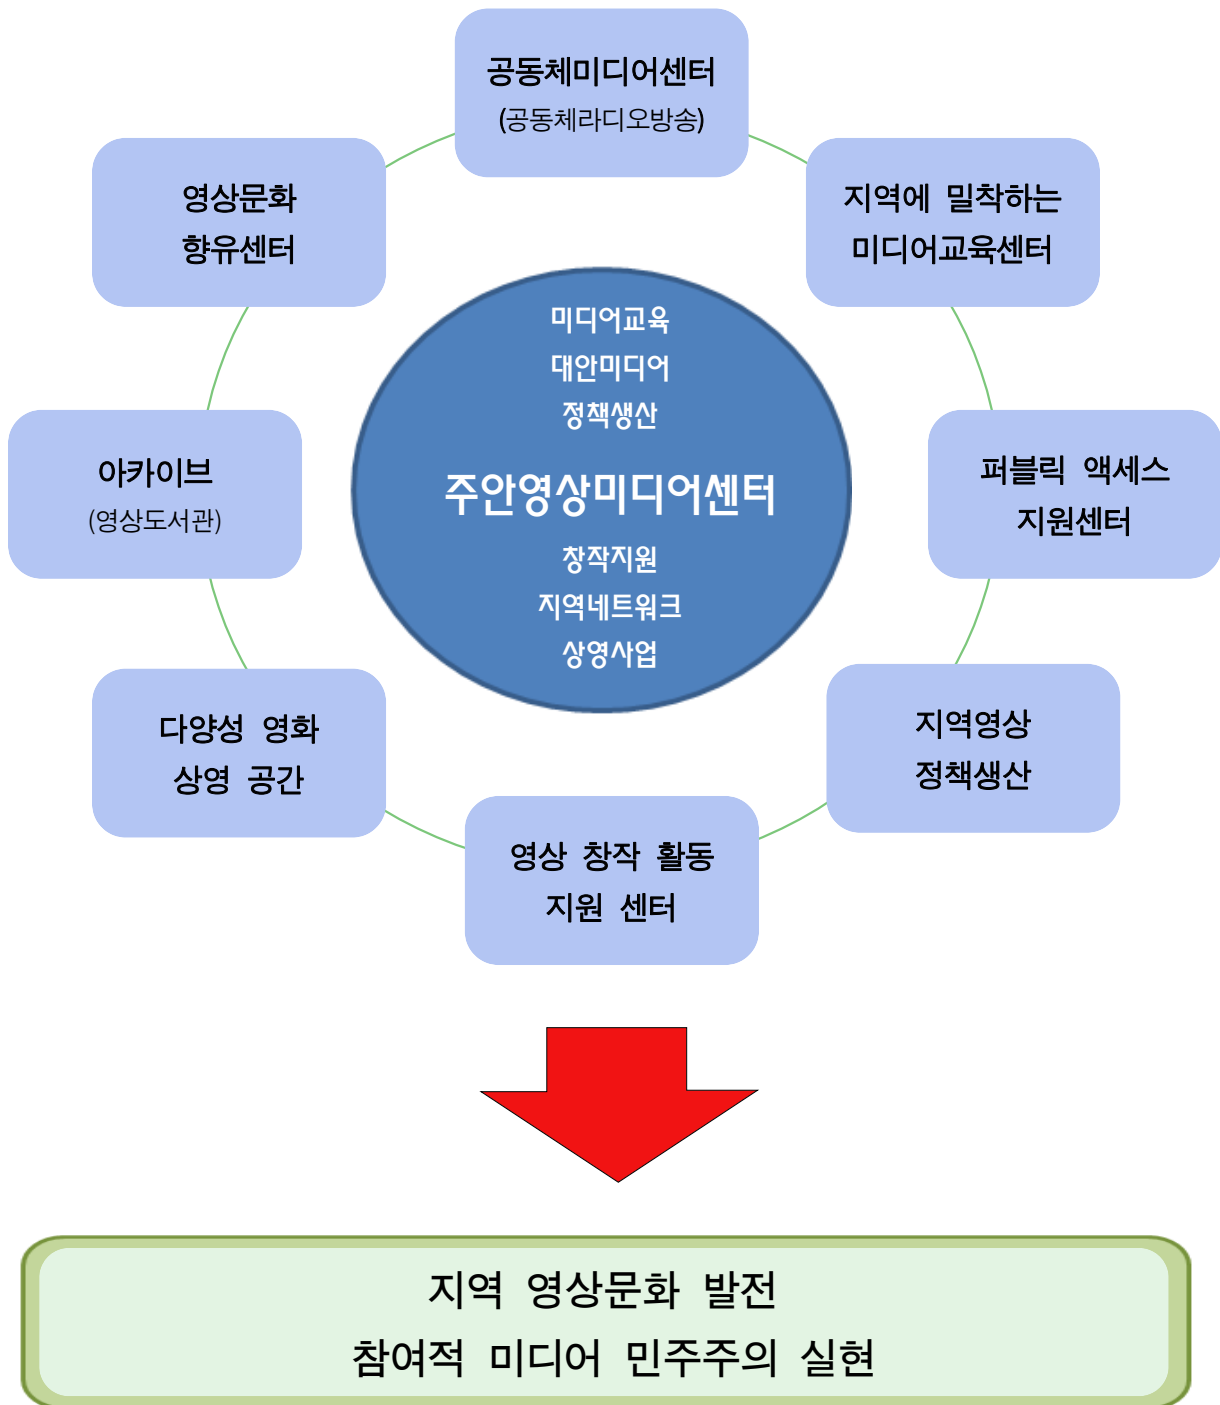 공동체미디어센터
(공동체라디오방송)
지역에 밀착하는
미디어교육센터
퍼블릭 액세스
지원센터
지역영상
정책생산
영상 창작 활동
지원 센터
다양성 영화
상영 공간
아카이브
(영상도서관)
영상문화
향유센터
미디어교육
대안미디어
정책생산
주안영상미디어센터
창작지원
지역네트워크
상영사업
지역 영상문화 발전
참여적 미디어 민주주의 실현